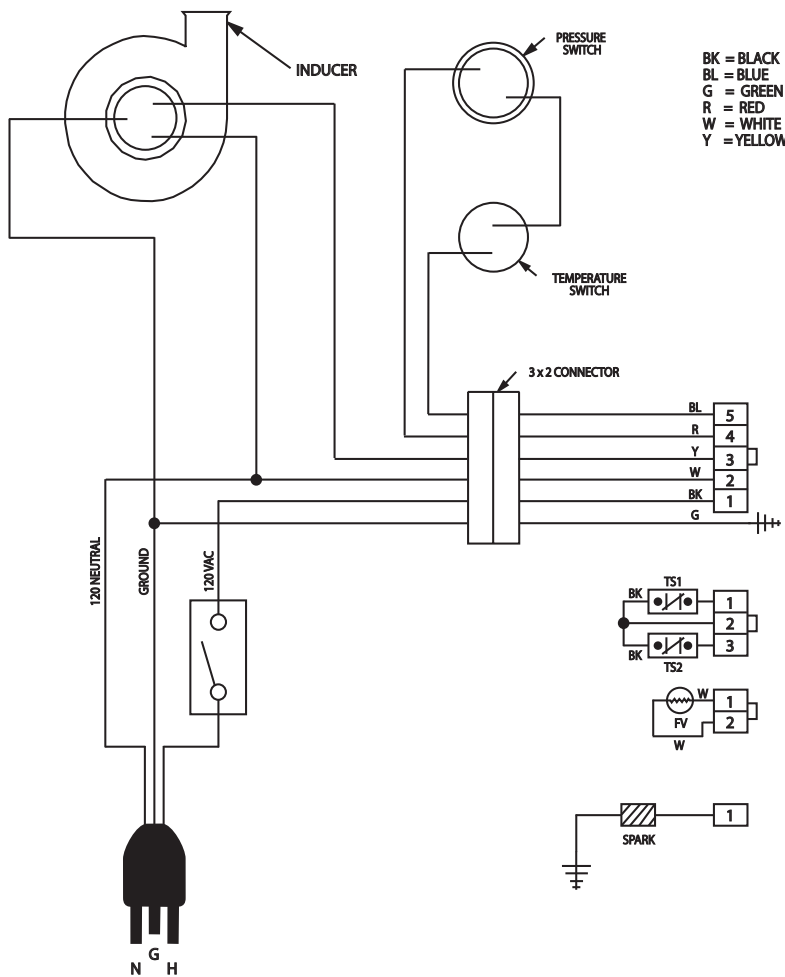 INDUCER
PRESSURE
SWITCH
BK = BLACK
BL = BLUE
G = GREEN
R = RED
W = WHITE
Y = YELLOW
TEMPERATURE
SWITCH
3 x 2 CONNECTOR
BL 5
R 4
Y 3
W 2
BK 1
G
120 NEUTRAL
GROUND
120 VAC
TS1
BK 1
2
BK 3
TS2
W 1
FV 2
W
SPARK
1
N G H